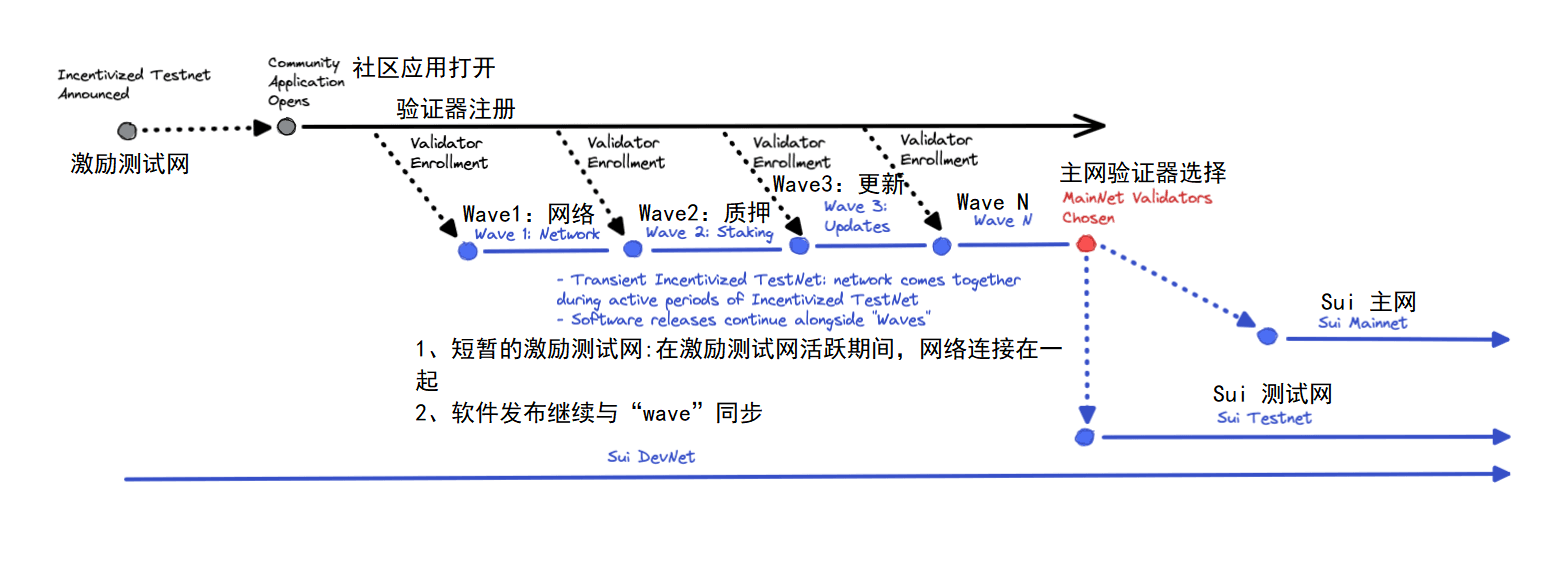 Incentivized Testnet
Announced
激励测试网
Community
Application
Opens
社区应用打开
验证器注册
Validator
Enrollment
Validator
Enrollment
Validator
Enrollment
Validator
Enrollment
Wave1：网络
Wave 1: Network
Wave2：质押
Wave 2: Staking
Wave3：更新
Wave 3:
Updates
Wave N
Wave N
主网验证器选择
MainNet Validators
Chosen
- Transient Incentivized TestNet: network comes together
during active periods of Incentivized TestNet
- Software releases continue alongside "Waves"
1、短暂的激励测试网:在激励测试网活跃期间，网络连接在一
起
2、软件发布继续与“wave”同步
Sui 主网
Sui Mainnet
Sui 测试网
Sui Testnet
Sui DevNet